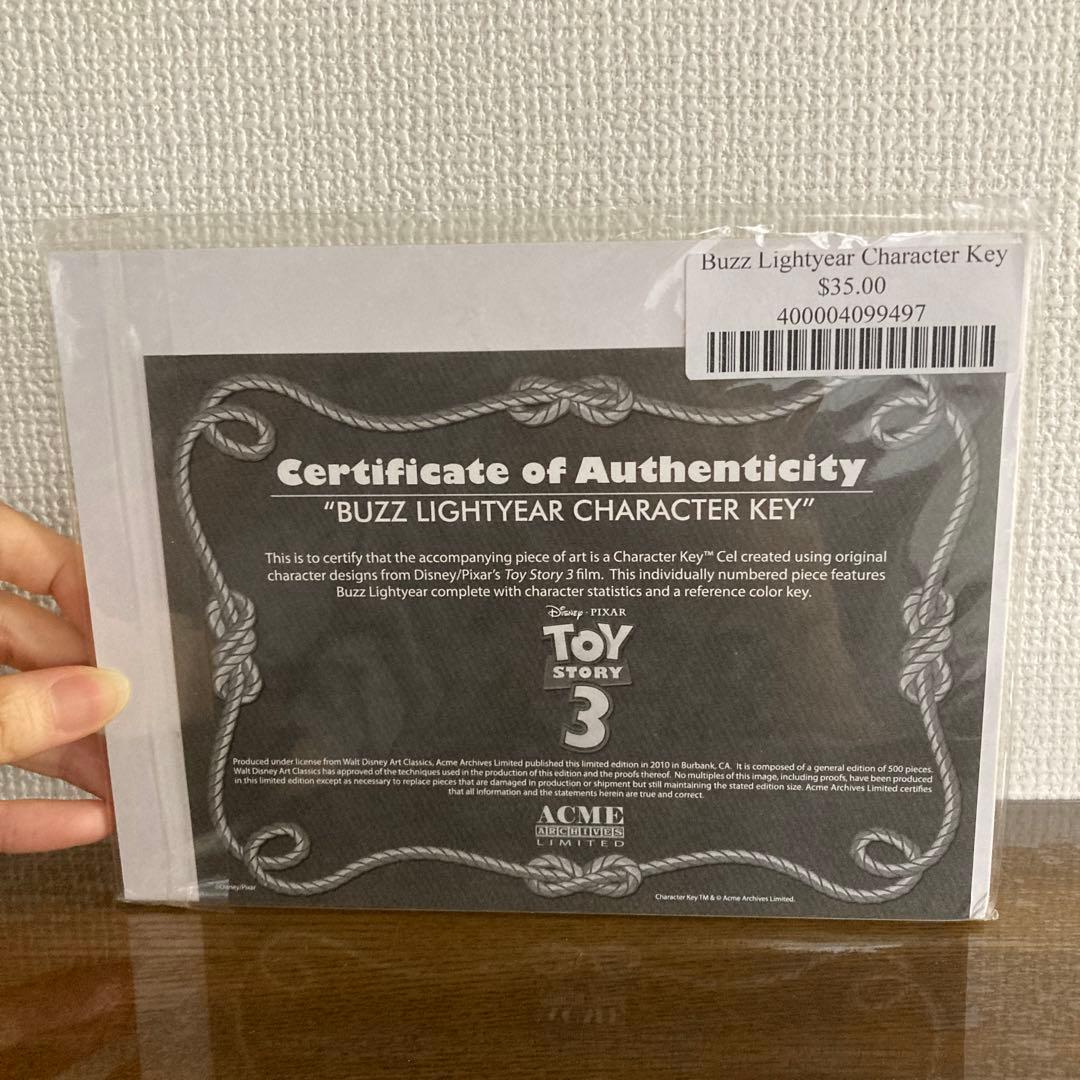 Buzz Lightyear Character Key
$35.00
400004099497
Certificate of Authenticity
"BUZZ LIGHTYEAR CHARACTER KEY"
This is to certify that the accompanying piece of art is a Character Key™ Cel created using original
character designs from Disney/Pixar's Toy Story 3 film. This individually numbered piece features
Buzz Lightyear complete with character statistics and a reference color key.
Disney · PIXAR
TOY
STORY
3
Produced under license from Walt Disney Art Classics, Acme Archives Limited published this limited edition in 2010 in Burbank, CA. It is composed of a general edition of 500 pieces.
Walt Disney Art Classics has approved of the techniques used in the production of this edition and the proofs thereof. No multiples of this image, including proofs, have been produced
in this limited edition except as necessary to replace pieces that are damaged in production or shipment but still maintaining the stated edition size. Acme Archives Limited certifies
that all information and the statements herein are true and correct.
ACME
ARCHIVES
LIMITED
©Disney/Pixar
Character Key TM & © Acme Archives Limited.